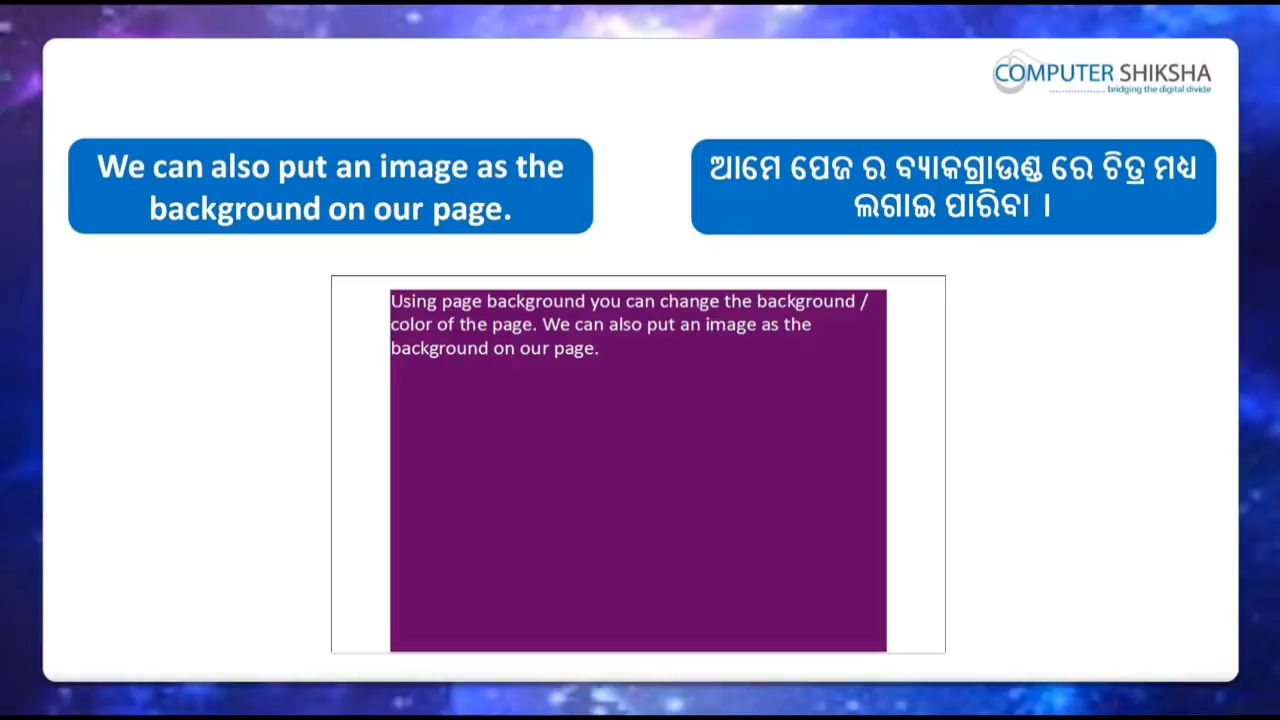 COMPUTER SHIKSHA
bridging the digital divide
We can also put an image as the
background on our page.
ଆମେ ପେଜ ର ବ୍ୟାକଗ୍ରାଉଣ୍ଡ ରେ ଚିତ୍ର ମଧ୍ୟ
ଲଗାଇ ପାରିବା ।
Using page background you can change the background /
color of the page. We can also put an image as the
background on our page.